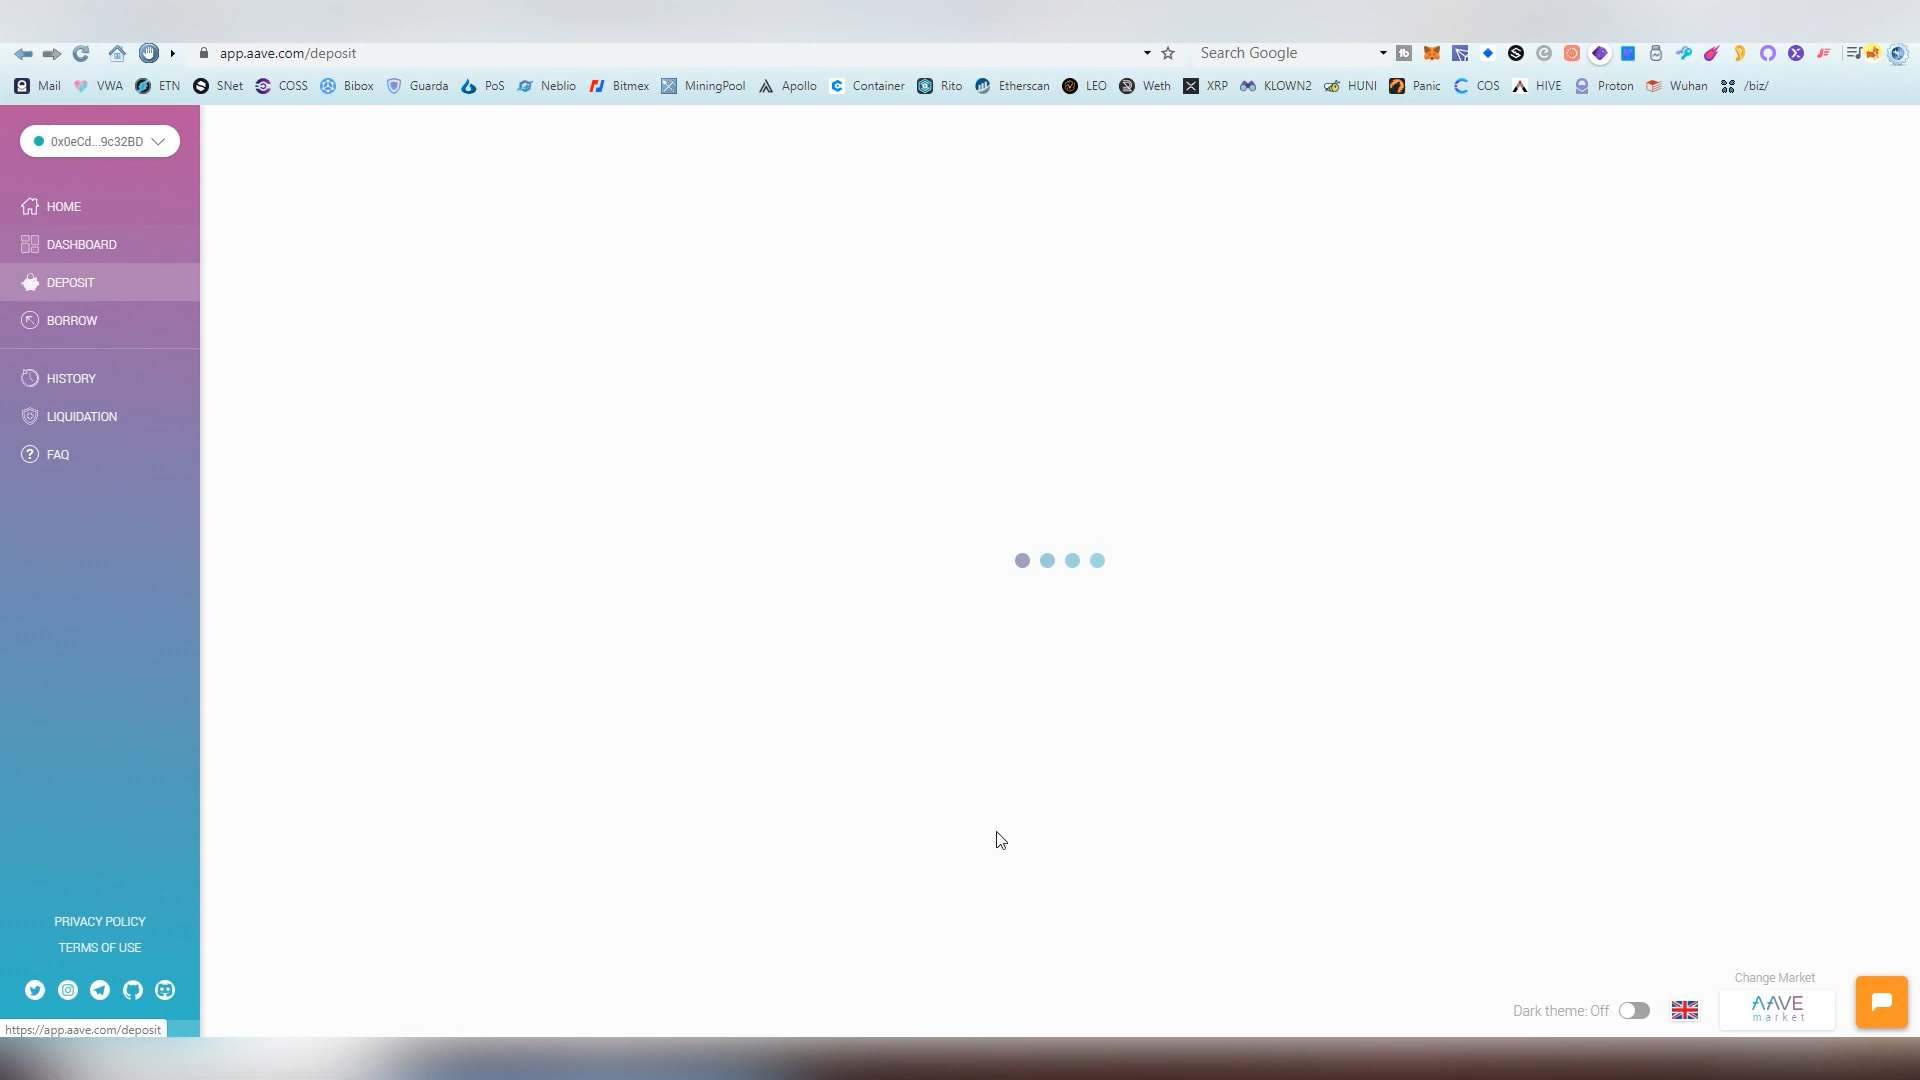 app.aave.com/deposit
Search Google
Mail VWA ETN SNet COSS Bibox Guarda PoS Neblio Bitmex MiningPool Apollo Container Rito Etherscan LEO Weth XRP KLOWN2 HUNI Panic COS HIVE Proton Wuhan /biz/
0x0eCd...9c32BD
HOME
DASHBOARD
DEPOSIT
BORROW
HISTORY
LIQUIDATION
FAQ
PRIVACY POLICY
TERMS OF USE
https://app.aave.com/deposit
Change Market
Dark theme: Off
AAVE
market